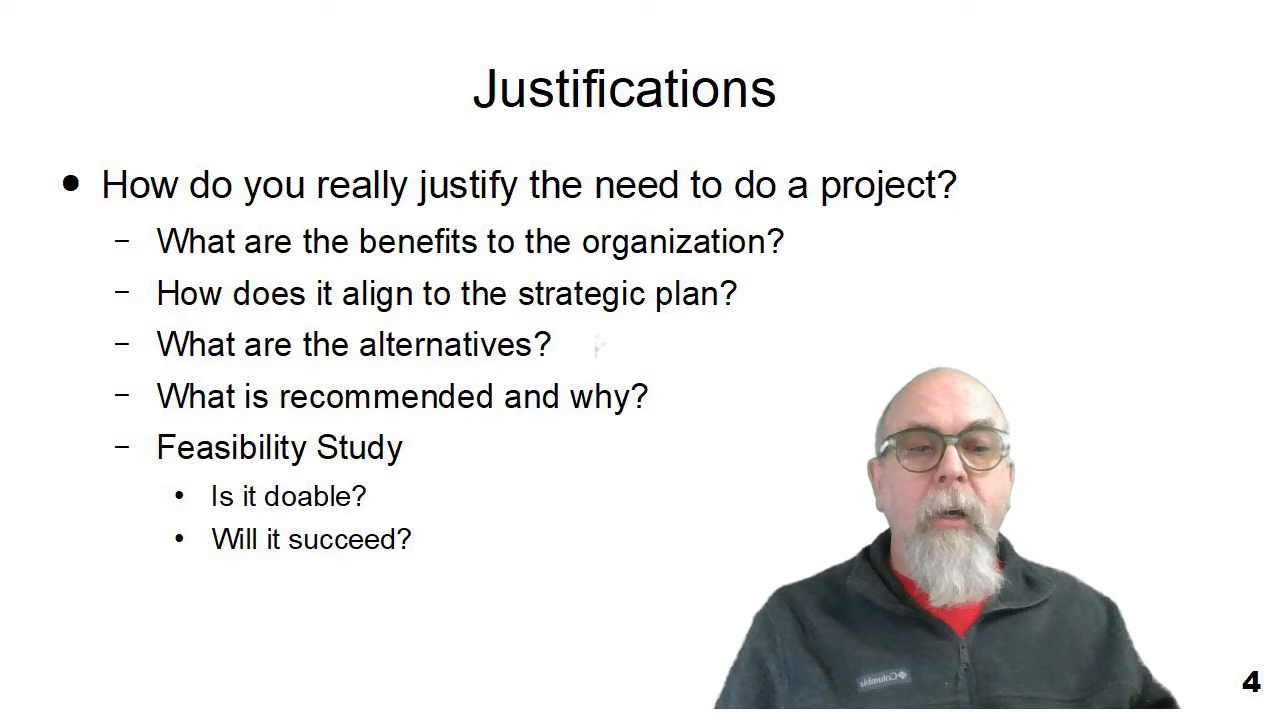 Justifications
● How do you really justify the need to do a project?
– What are the benefits to the organization?
– How does it align to the strategic plan?
– What are the alternatives?
– What is recommended and why?
– Feasibility Study
• Is it doable?
• Will it succeed?
Columbia
4